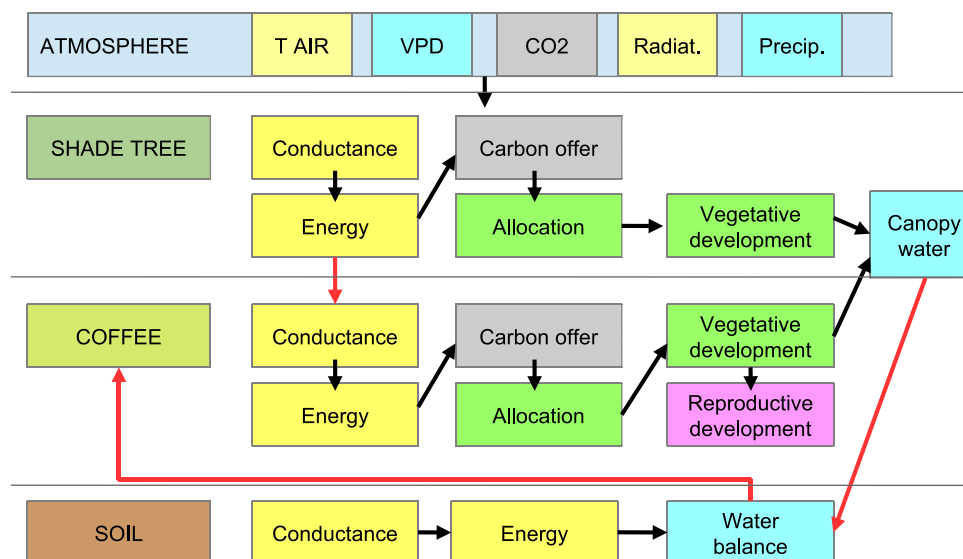 ATMOSPHERE T AIR VPD CO2 Radiat. Precip.
SHADE TREE
Conductance
Carbon offer
Energy
Allocation
Vegetative
development
Canopy
water
COFFEE
Conductance
Carbon offer
Vegetative
development
Energy
Allocation
Reproductive
development
SOIL
Conductance
Energy
Water
balance